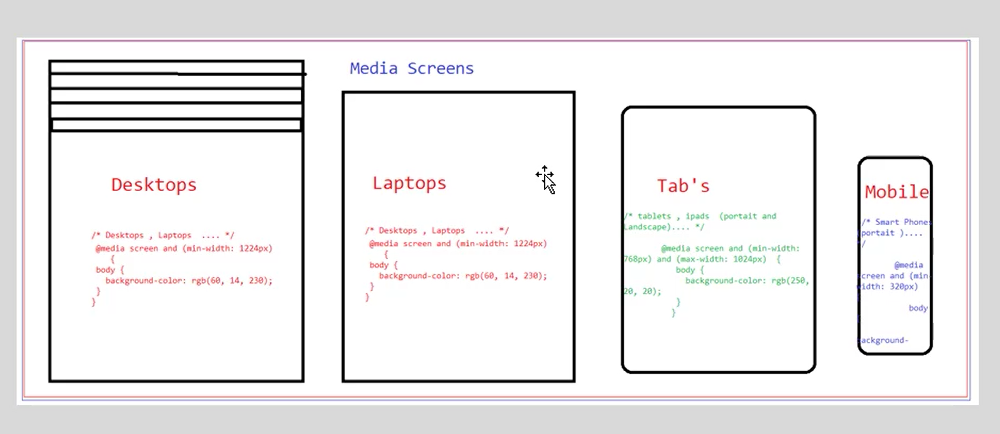 Media Screens
Desktops
/* Desktops , Laptops .... */
@media screen and (min-width: 1224px)
{
body {
background-color: rgb(60, 14, 230);
}
}
Laptops
/* Desktops , Laptops .... */
@media screen and (min-width: 1224px)
{
body {
background-color: rgb(60, 14, 230);
}
}
Tab's
/* tablets , ipads (portait and
Landscape).... */
@media screen and (min-width:
768px) and (max-width: 1024px) {
body {
background-color: rgb(250,
20, 20);
}
}
Mobile
/* Smart Phone
portait )....
/
@media
creen and (min
idth: 320px)
body
ackground-